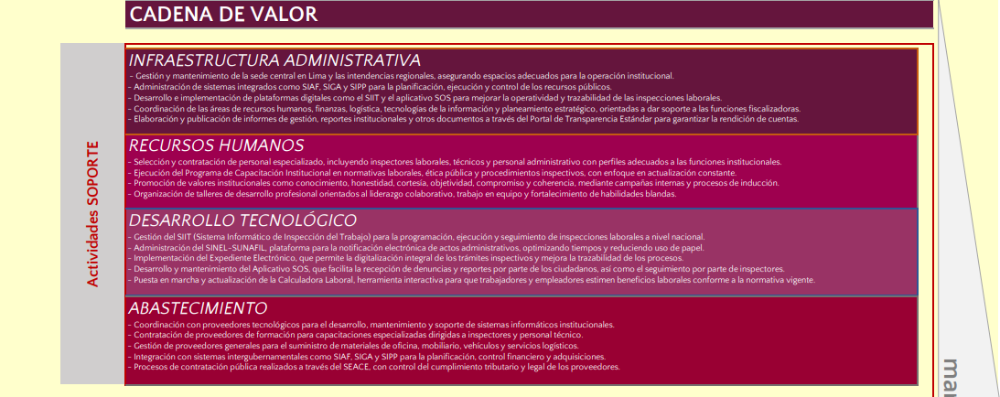 CADENA DE VALOR
Actividades SOPORTE
INFRAESTRUCTURA ADMINISTRATIVA
- Gestión y mantenimiento de la sede central en Lima y las intendencias regionales, asegurando espacios adecuados para la operación institucional.
- Administración de sistemas integrados como SIAF, SIGA y SIPP para la planificación, ejecución y control de los recursos públicos.
- Desarrollo e implementación de plataformas digitales como el SIIT y el aplicativo SOS para mejorar la operatividad y trazabilidad de las inspecciones laborales.
- Coordinación de las áreas de recursos humanos, finanzas, logística, tecnologías de la información y planeamiento estratégico, orientadas a dar soporte a las funciones fiscalizadoras.
- Elaboración y publicación de informes de gestión, reportes institucionales y otros documentos a través del Portal de Transparencia Estándar para garantizar la rendición de cuentas.
RECURSOS HUMANOS
- Selección y contratación de personal especializado, incluyendo inspectores laborales, técnicos y personal administrativo con perfiles adecuados a las funciones institucionales.
- Ejecución del Programa de Capacitación Institucional en normativas laborales, ética pública y procedimientos inspectivos, con enfoque en actualización constante.
- Promoción de valores institucionales como conocimiento, honestidad, cortesía, objetividad, compromiso y coherencia, mediante campañas internas y procesos de inducción.
- Organización de talleres de desarrollo profesional orientados al liderazgo colaborativo, trabajo en equipo y fortalecimiento de habilidades blandas.
DESARROLLO TECNOLÓGICO
- Gestión del SIIT (Sistema Informático de Inspección del Trabajo) para la programación, ejecución y seguimiento de inspecciones laborales a nivel nacional.
- Administración del SINEL-SUNAFIL, plataforma para la notificación electrónica de actos administrativos, optimizando tiempos y reduciendo uso de papel.
- Implementación del Expediente Electrónico, que permite la digitalización integral de los trámites inspectivos y mejora la trazabilidad de los procesos.
- Desarrollo y mantenimiento del Aplicativo SOS, que facilita la recepción de denuncias y reportes por parte de los ciudadanos, así como el seguimiento por parte de inspectores.
- Puesta en marcha y actualización de la Calculadora Laboral, herramienta interactiva para que trabajadores y empleadores estimen beneficios laborales conforme a la normativa vigente.
ABASTECIMIENTO
- Coordinación con proveedores tecnológicos para el desarrollo, mantenimiento y soporte de sistemas informáticos institucionales.
- Contratación de proveedores de formación para capacitaciones especializadas dirigidas a inspectores y personal técnico.
- Gestión de proveedores generales para el suministro de materiales de oficina, mobiliario, vehículos y servicios logísticos.
- Integración con sistemas intergubernamentales como SIAF, SIGA y SIPP para la planificación, control financiero y adquisiciones.
- Procesos de contratación pública realizados a través del SEACE, con control del cumplimiento tributario y legal de los proveedores.